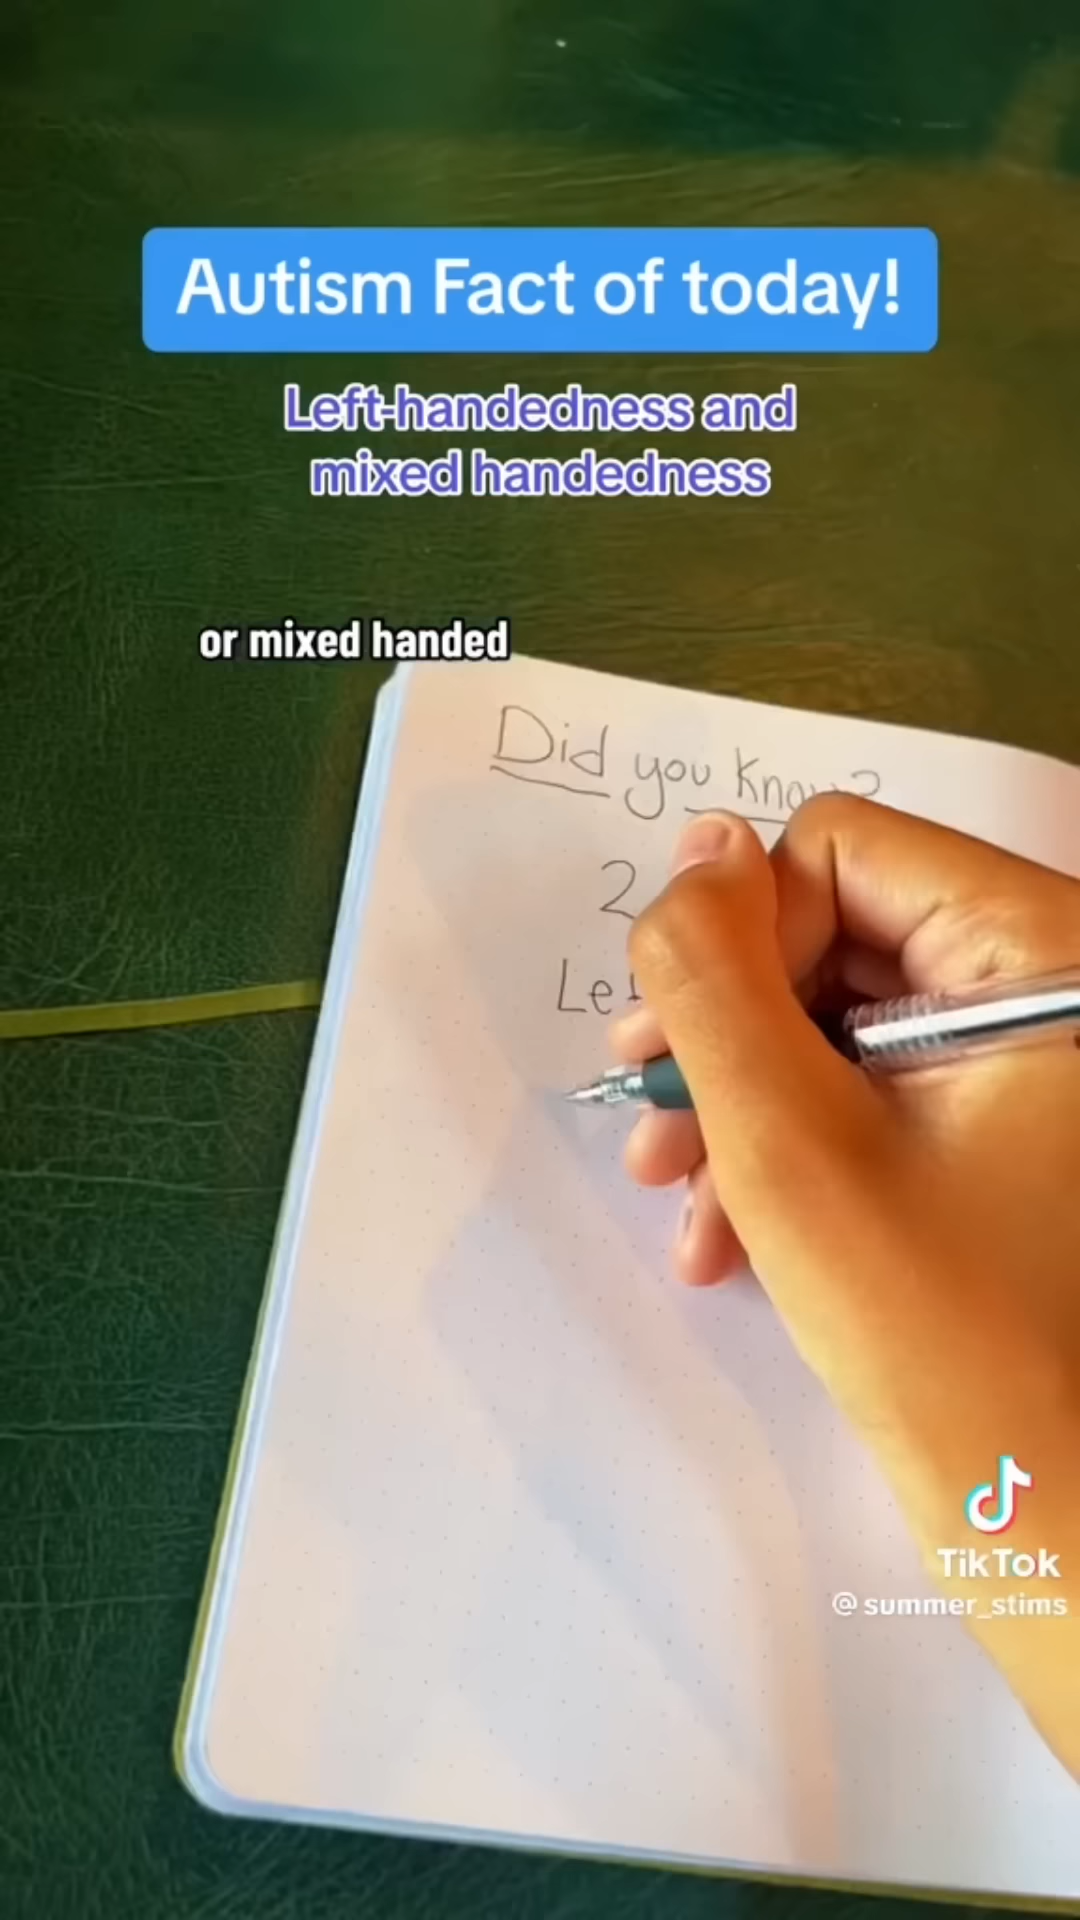 Autism Fact of today!
Left-handedness and
mixed handedness
or mixed handed
Did you
2
TikTok
@summer_stims